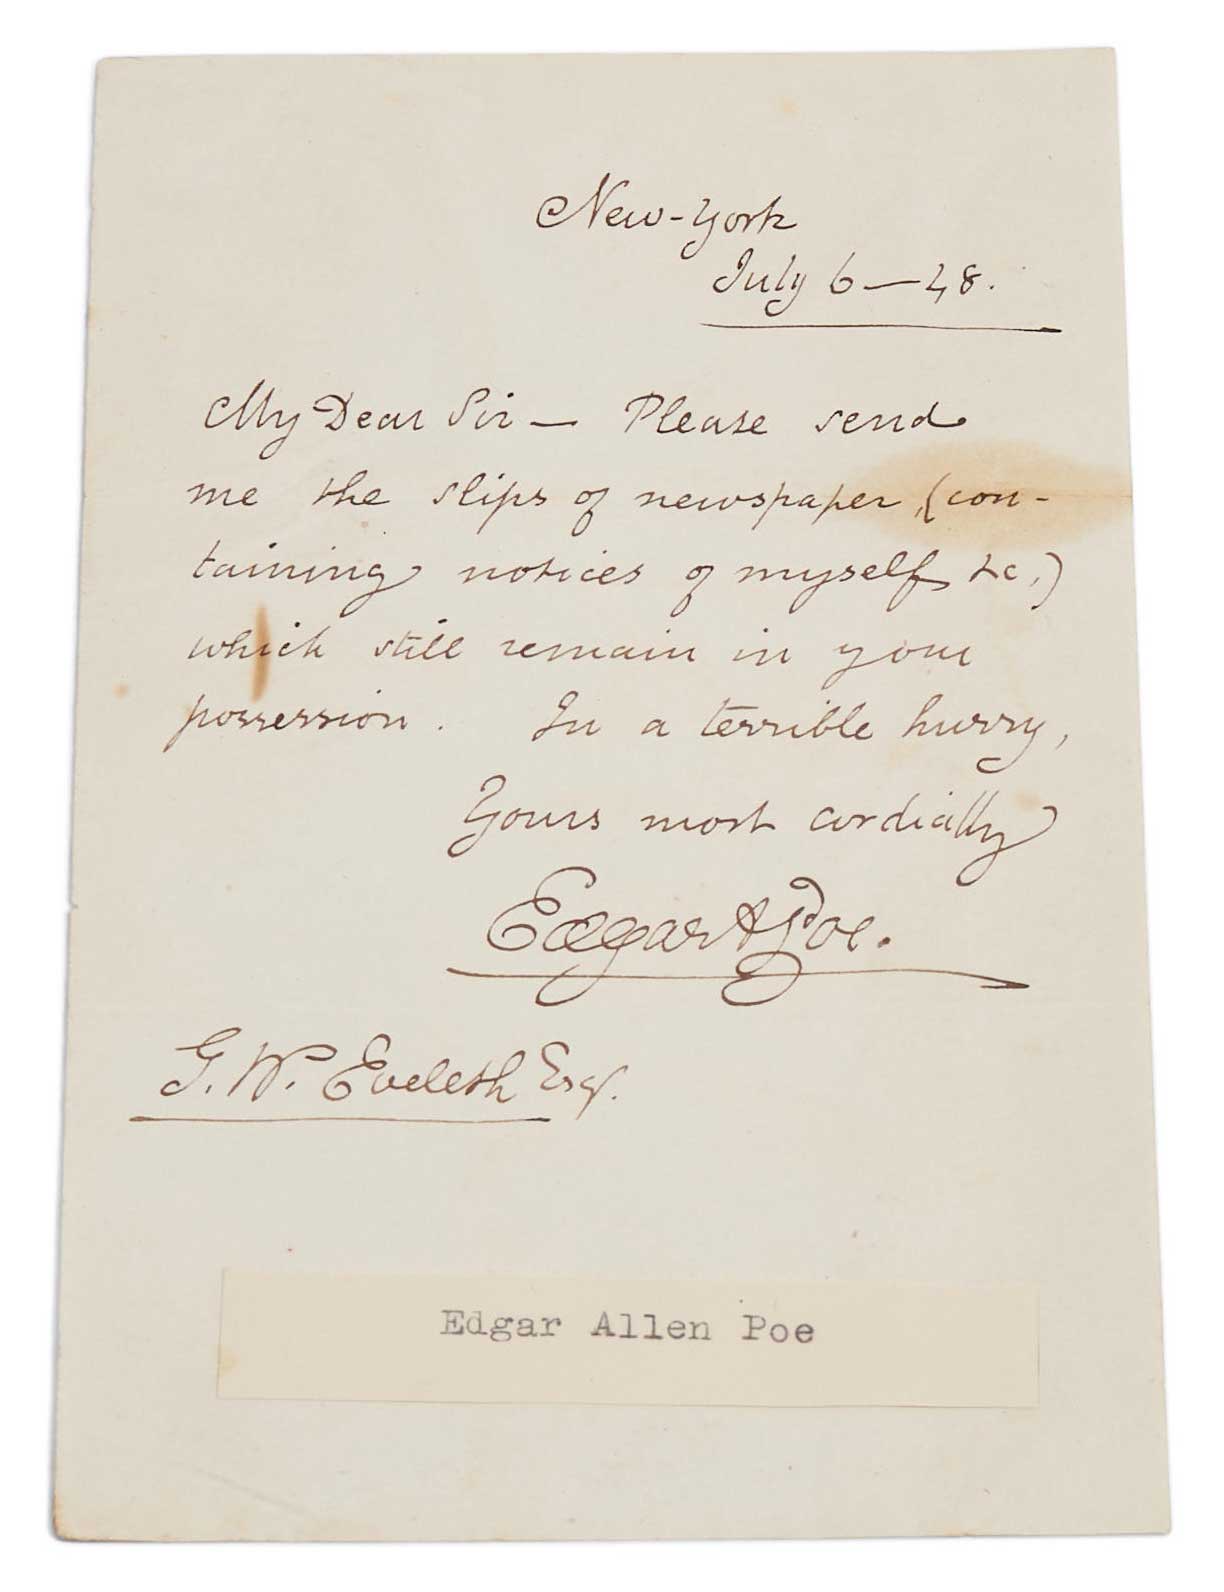 New-York
July 6—48.
My Dear Sir — Please send
me the slips of newspaper, (con-
taining notices of myself &c.)
which still remain in your
possession. In a terrible hurry,
Yours most cordially
Edgar A Poe.
G. W. Eveleth Esqr.
Edgar Allen Poe